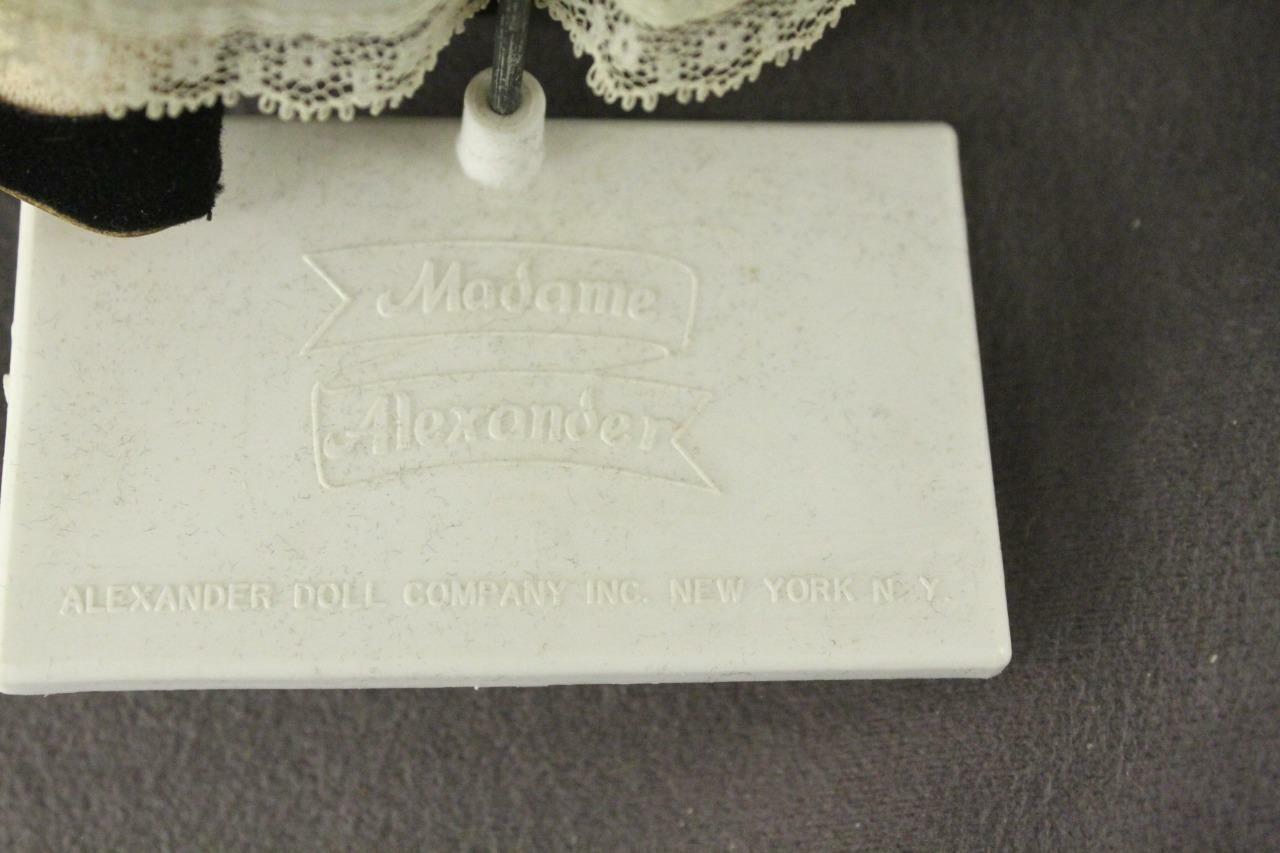 Madame
Alexander
ALEXANDER DOLL COMPANY INC. NEW YORK N.Y.